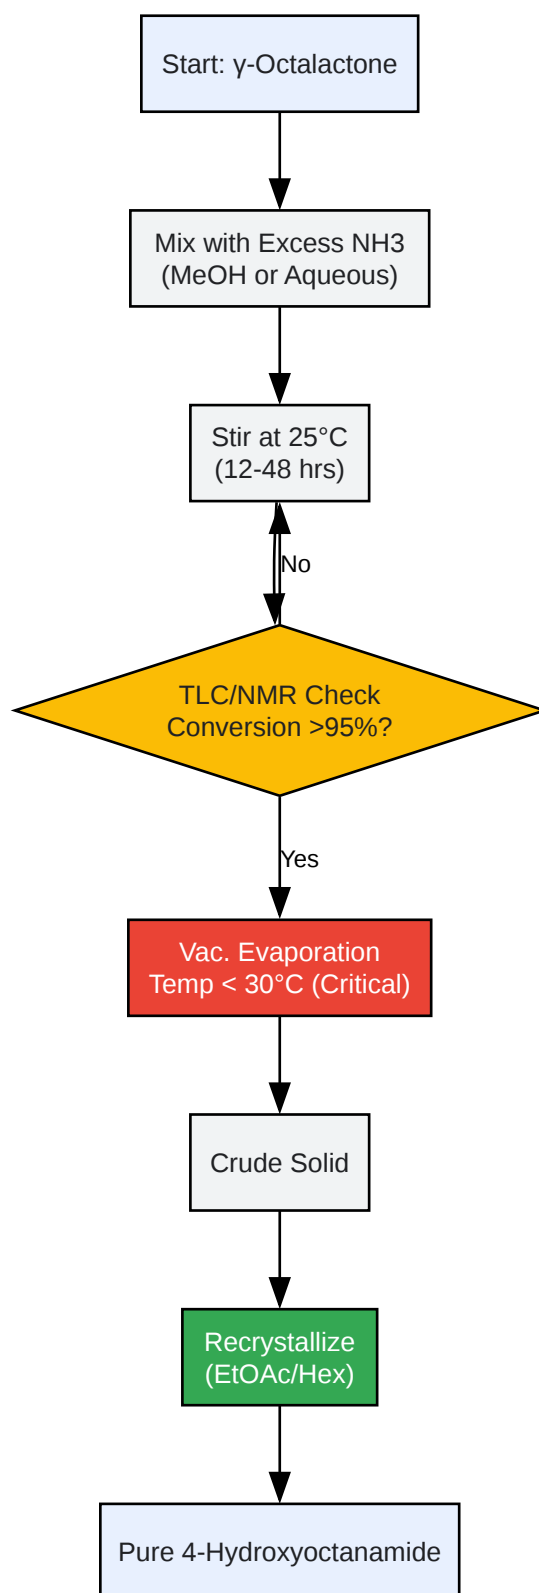 Start: γ-Octalactone
Mix with Excess NH3
(MeOH or Aqueous)
Stir at 25°C
(12-48 hrs)
No
TLC/NMR Check
Conversion >95%?
Yes
Vac. Evaporation
Temp < 30°C (Critical)
Crude Solid
Recrystallize
(EtOAc/Hex)
Pure 4-Hydroxyoctanamide